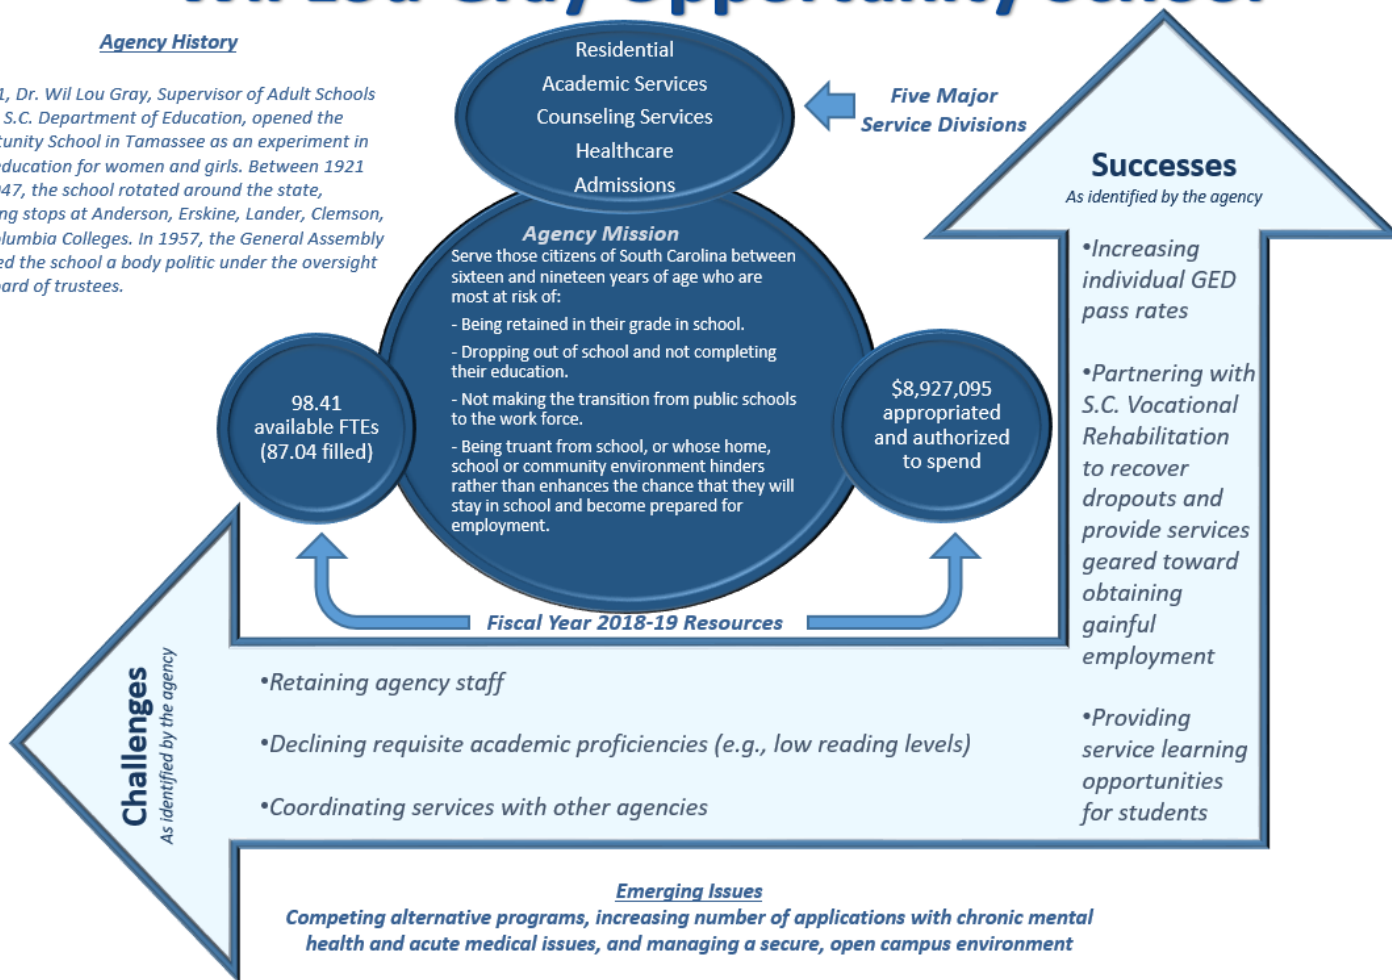 Wil Lou Gray Opportunity School
Agency History
1, Dr. Wil Lou Gray, Supervisor of Adult Schools
S.C. Department of Education, opened the
tunity School in Tamassee as an experiment in
education for women and girls. Between 1921
947, the school rotated around the state,
ng stops at Anderson, Erskine, Lander, Clemson,
olumbia Colleges. In 1957, the General Assembly
ed the school a body politic under the oversight
oard of trustees.
Residential
Academic Services
Counseling Services
Healthcare
Admissions
Five Major
Service Divisions
Agency Mission
Serve those citizens of South Carolina between
sixteen and nineteen years of age who are
most at risk of:
- Being retained in their grade in school.
- Dropping out of school and not completing
their education.
- Not making the transition from public schools
to the work force.
- Being truant from school, or whose home,
school or community environment hinders
rather than enhances the chance that they will
stay in school and become prepared for
employment.
98.41
available FTEs
(87.04 filled)
$8,927,095
appropriated
and authorized
to spend
Fiscal Year 2018-19 Resources
Successes
As identified by the agency
•Increasing
individual GED
pass rates
•Partnering with
S.C. Vocational
Rehabilitation
to recover
dropouts and
provide services
geared toward
obtaining
gainful
employment
•Providing
service learning
opportunities
for students
Challenges
As identified by the agency
•Retaining agency staff
•Declining requisite academic proficiencies (e.g., low reading levels)
•Coordinating services with other agencies
Emerging Issues
Competing alternative programs, increasing number of applications with chronic mental
health and acute medical issues, and managing a secure, open campus environment